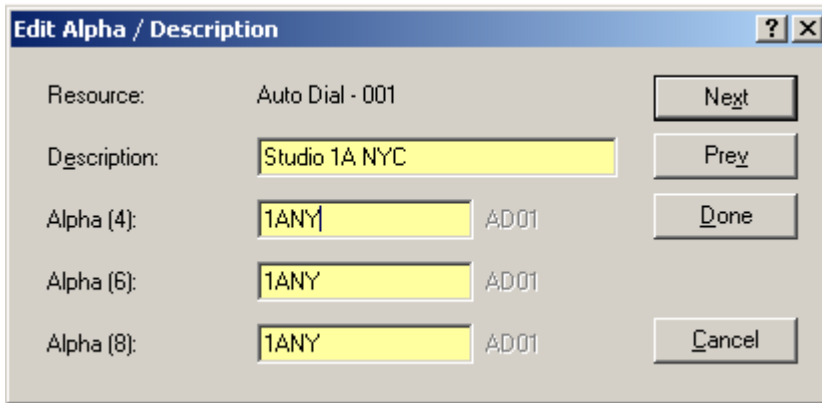 Edit Alpha / Description ? X
Resource: Auto Dial - 001 Next
Description: Studio 1A NYC Prev
Alpha (4): 1ANY AD01 Done
Alpha (6): 1ANY AD01
Alpha (8): 1ANY AD01 Cancel